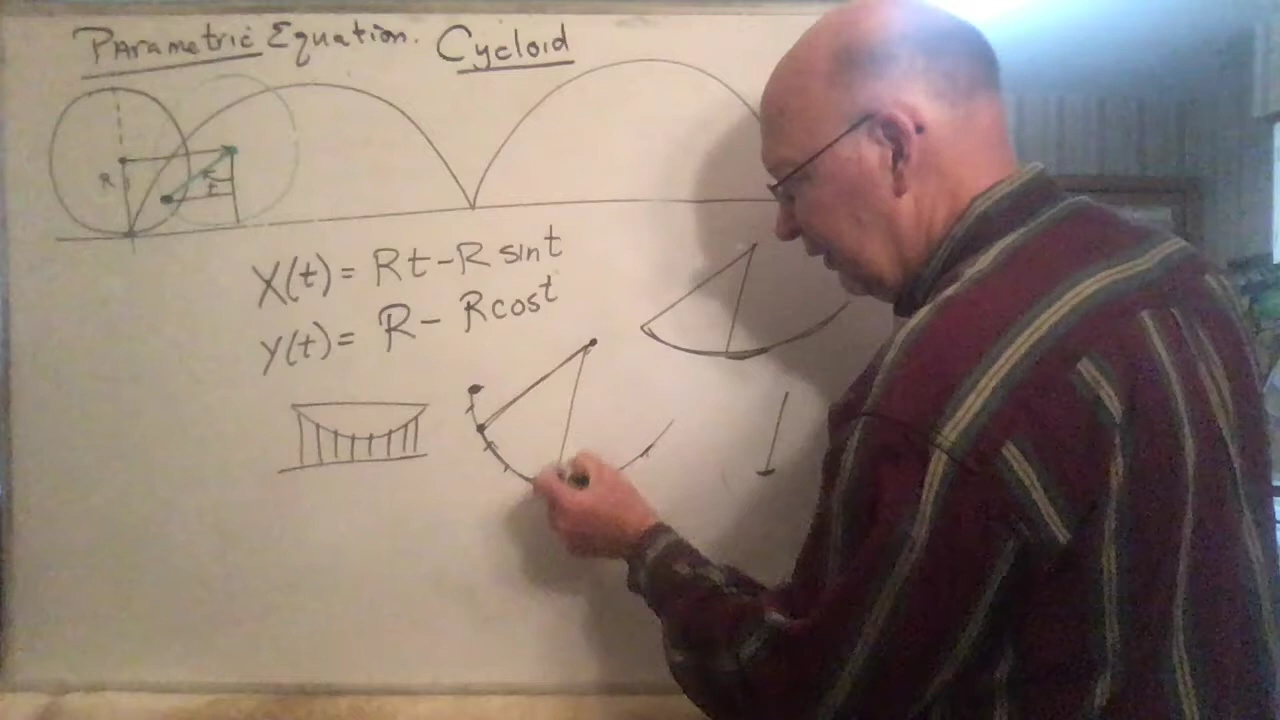 Parametric Equation. Cycloid
R
R
t
X(t) = Rt - R sin t
y(t) = R - R cos t